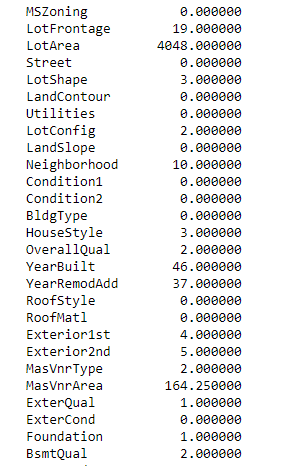 MSZoning 0.000000
LotFrontage 19.000000
LotArea 4048.000000
Street 0.000000
LotShape 3.000000
LandContour 0.000000
Utilities 0.000000
LotConfig 2.000000
LandSlope 0.000000
Neighborhood 10.000000
Condition1 0.000000
Condition2 0.000000
BldgType 0.000000
HouseStyle 3.000000
OverallQual 2.000000
YearBuilt 46.000000
YearRemodAdd 37.000000
RoofStyle 0.000000
RoofMatl 0.000000
Exterior1st 4.000000
Exterior2nd 5.000000
MasVnrType 2.000000
MasVnrArea 164.250000
ExterQual 1.000000
ExterCond 0.000000
Foundation 1.000000
BsmtQual 2.000000